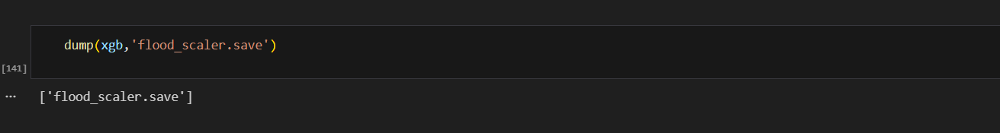 dump(xgb,'flood_scaler.save')
[141]
...
['flood_scaler.save']